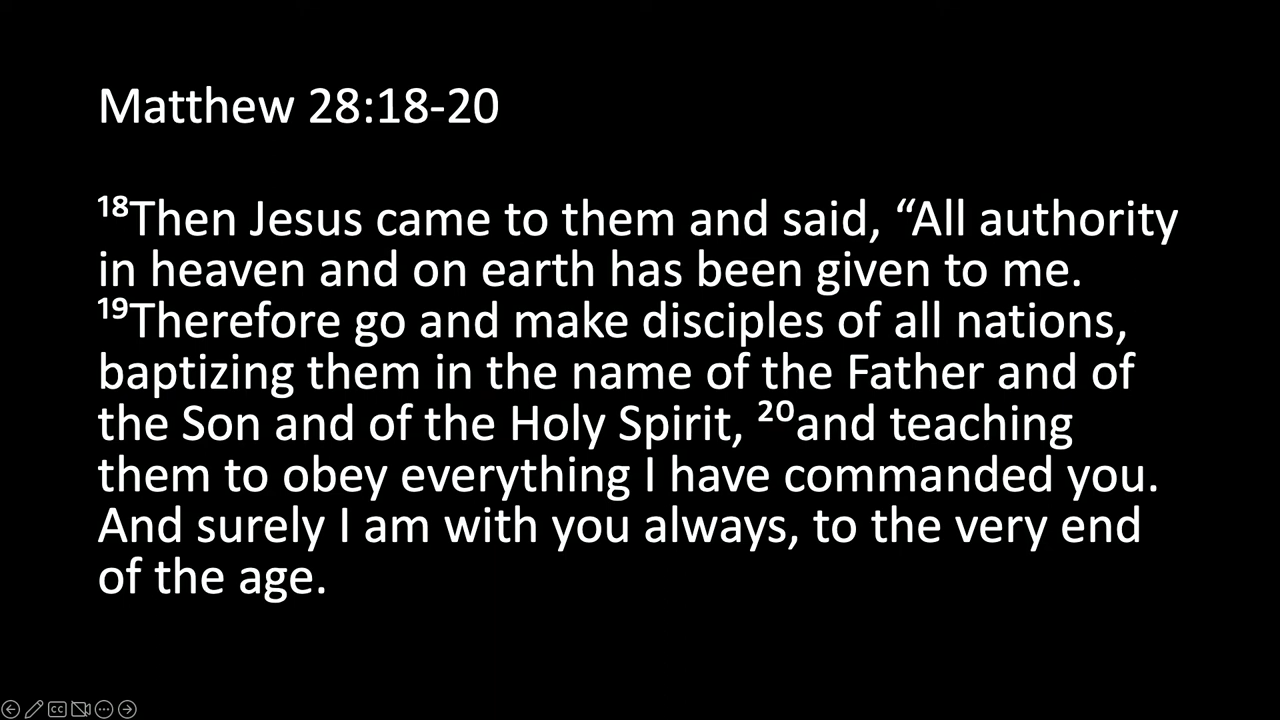 Matthew 28:18-20
¹⁸Then Jesus came to them and said, “All authority
in heaven and on earth has been given to me.
¹⁹Therefore go and make disciples of all nations,
baptizing them in the name of the Father and of
the Son and of the Holy Spirit, ²⁰and teaching
them to obey everything I have commanded you.
And surely I am with you always, to the very end
of the age.
CC